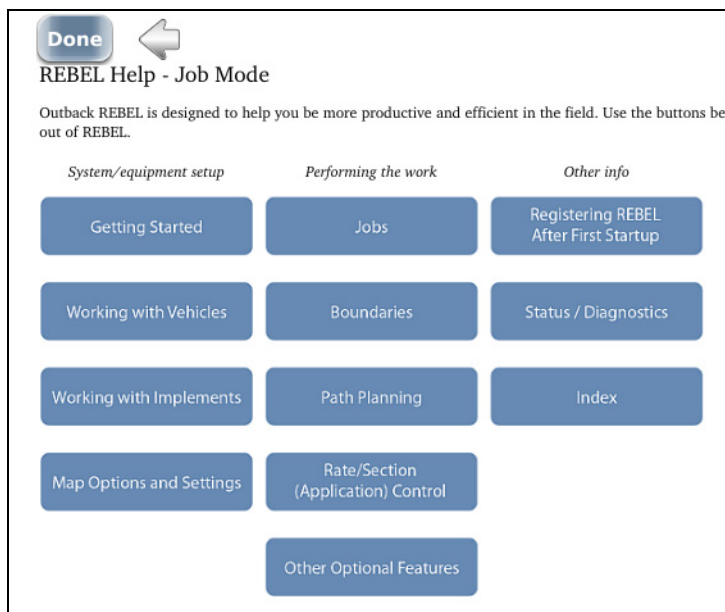 Done
REBEL Help - Job Mode
Outback REBEL is designed to help you be more productive and efficient in the field. Use the buttons be
out of REBEL.
System/equipment setup
Performing the work
Other info
Getting Started
Jobs
Registering REBEL
After First Startup
Working with Vehicles
Boundaries
Status / Diagnostics
Working with Implements
Path Planning
Index
Map Options and Settings
Rate/Section
(Application) Control
Other Optional Features